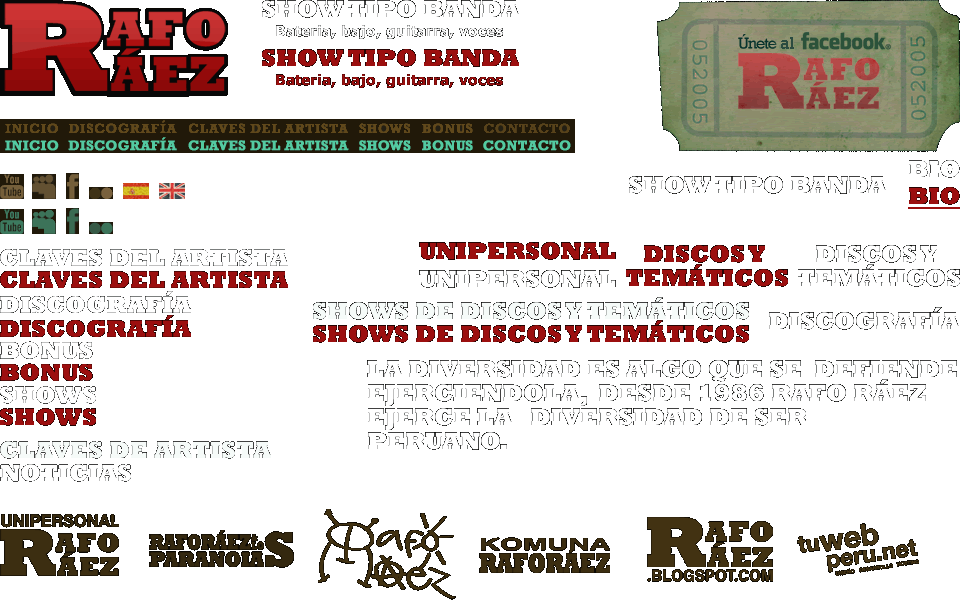 RAFO
RÁEZ
SHOW TIPO BANDA
Bateria, bajo, guitarra, voces
SHOW TIPO BANDA
Bateria, bajo, guitarra, voces
Únete al facebook
RAFO
RÁEZ
052005
052005
INICIO DISCOGRAFÍA CLAVES DEL ARTISTA SHOWS BONUS CONTACTO
INICIO DISCOGRAFÍA CLAVES DEL ARTISTA SHOWS BONUS CONTACTO
You Tube f
You Tube f
SHOW TIPO BANDA
BIO
BIO
CLAVES DEL ARTISTA
CLAVES DEL ARTISTA
DISCOGRAFÍA
DISCOGRAFÍA
BONUS
BONUS
SHOWS
SHOWS
CLAVES DE ARTISTA
NOTICIAS
UNIPERSONAL
UNIPERSONAL
DISCOS Y
TEMÁTICOS
DISCOS Y
TEMÁTICOS
SHOWS DE DISCOS Y TEMÁTICOS
SHOWS DE DISCOS Y TEMÁTICOS
DISCOGRAFÍA
LA DIVERSIDAD ES ALGO QUE SE DEFIENDE
EJERCIENDOLA, DESDE 1986 RAFO RÁEZ
EJERCE LA DIVERSIDAD DE SER
PERUANO.
UNIPERSONAL
RAFO
RÁEZ
RAFORÁEZ!
PARANOIAS
Rafo
Ráez
KOMUNA
RAFORÁEZ
RAFO
RÁEZ
.BLOGSPOT.COM
tuweb
peru.net